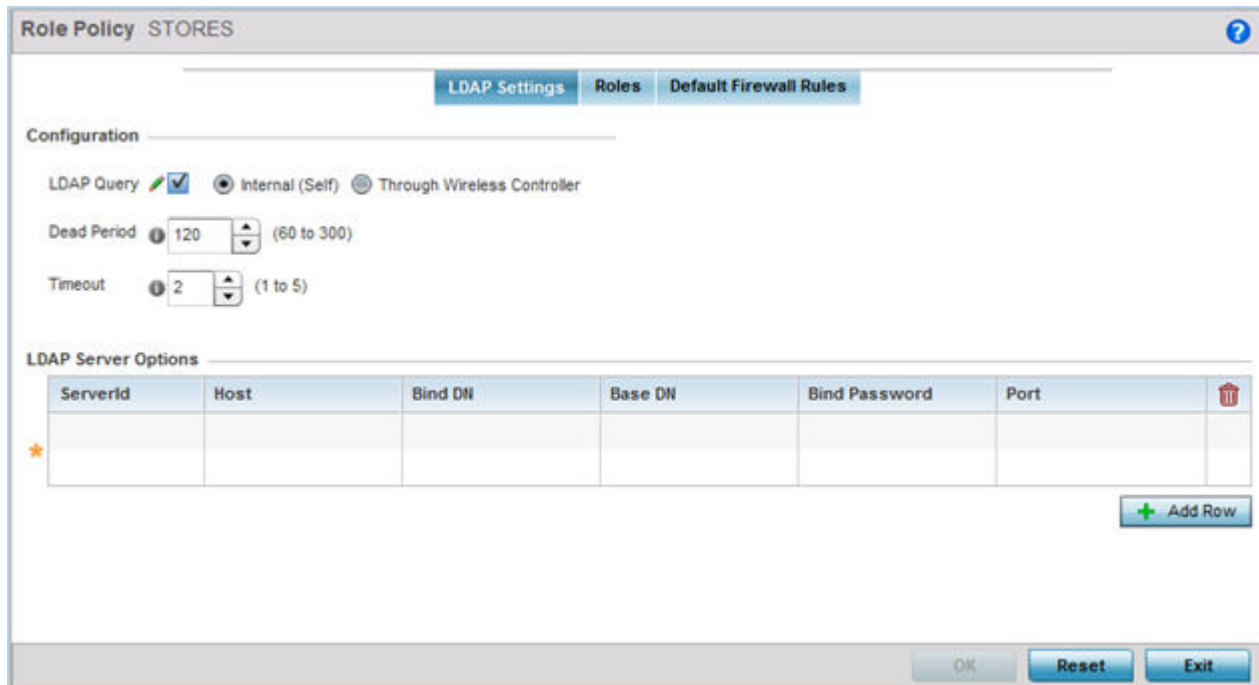 Role Policy STORES
LDAP Settings Roles Default Firewall Rules
Configuration
LDAP Query Internal (Self) Through Wireless Controller
Dead Period 120 (60 to 300)
Timeout 2 (1 to 5)
LDAP Server Options
ServerId Host Bind DN Base DN Bind Password Port
Add Row
OK Reset Exit